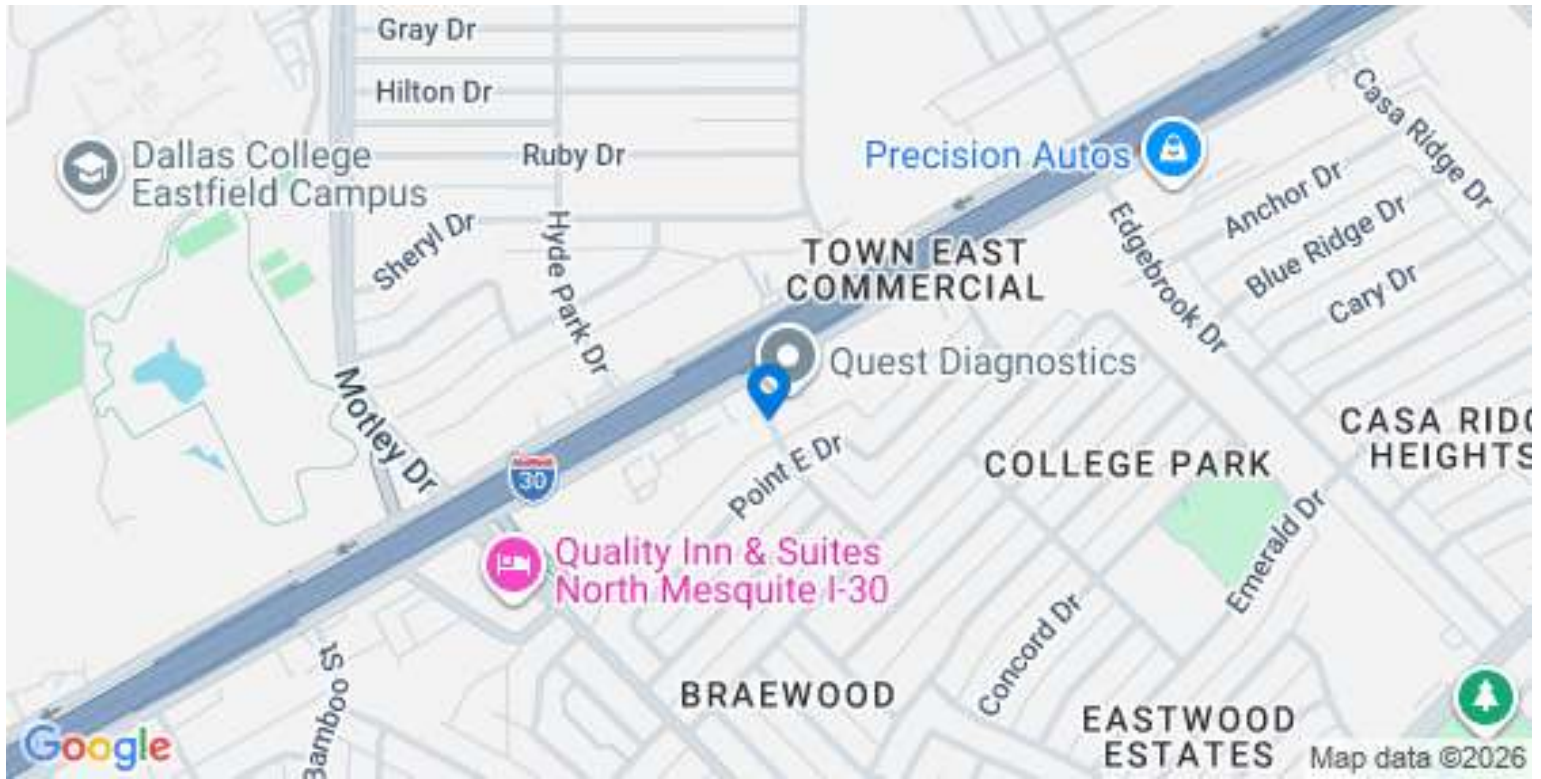 Gray Dr
Hilton Dr
Ruby Dr
Dallas College
Eastfield Campus
Sheryl Dr
Hyde Park Dr
Precision Autos
Casa Ridge Dr
Anchor Dr
Blue Ridge Dr
Cary Dr
Edgebrook Dr
TOWN EAST
COMMERCIAL
Quest Diagnostics
Motley Dr
30
Point E Dr
COLLEGE PARK
CASA RIDG
HEIGHTS
Quality Inn & Suites
North Mesquite I-30
Emerald Dr
Concord Dr
Bamboo St
BRAEWOOD
EASTWOOD
ESTATES
Google
Map data ©2026